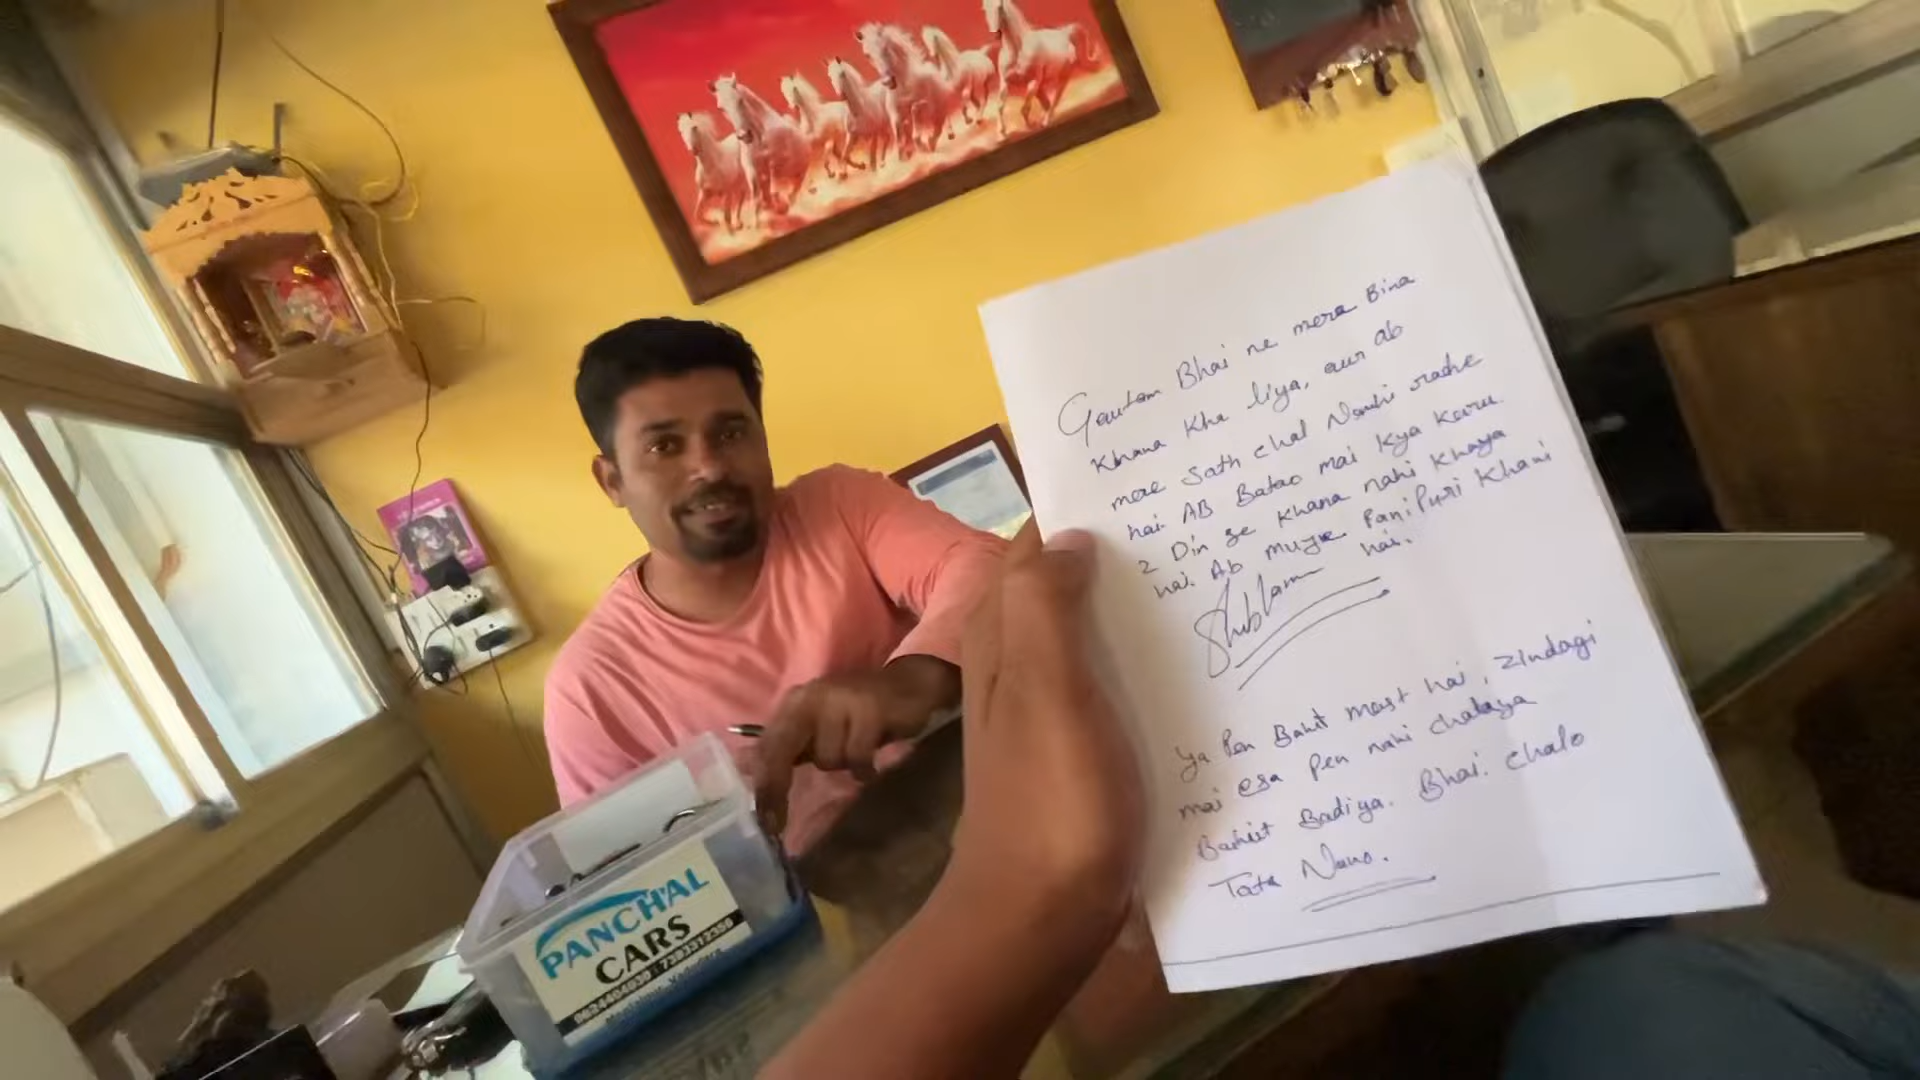 Gautam Bhai ne mera Bina
Khana Kha liya, aur ab
mere sath chal Nahi rahe
hai. AB Batao mai Kya Karu.
2 Din se Khana nahi Khaya
hai. Ab mujhe PaniPuri Khani
hai.
Shubham
Ya Pen Bahut mast hai, Zindagi
mai esa Pen nahi chalaya
Bahut Badiya. Bhai. Chalo
Tata Nano.
PANCHAL
CARS